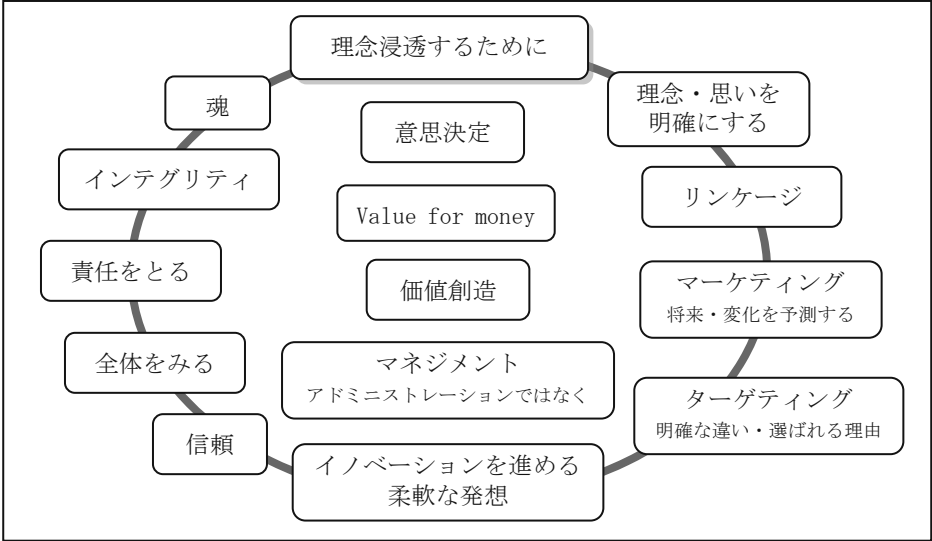 理念浸透するために
魂
理念・思いを
明確にする
意思決定
インテグリティ
リンケージ
Value for money
責任をとる
価値創造
マーケティング
将来・変化を予測する
全体をみる
マネジメント
アドミニストレーションではなく
ターゲティング
明確な違い・選ばれる理由
信頼
イノベーションを進める
柔軟な発想